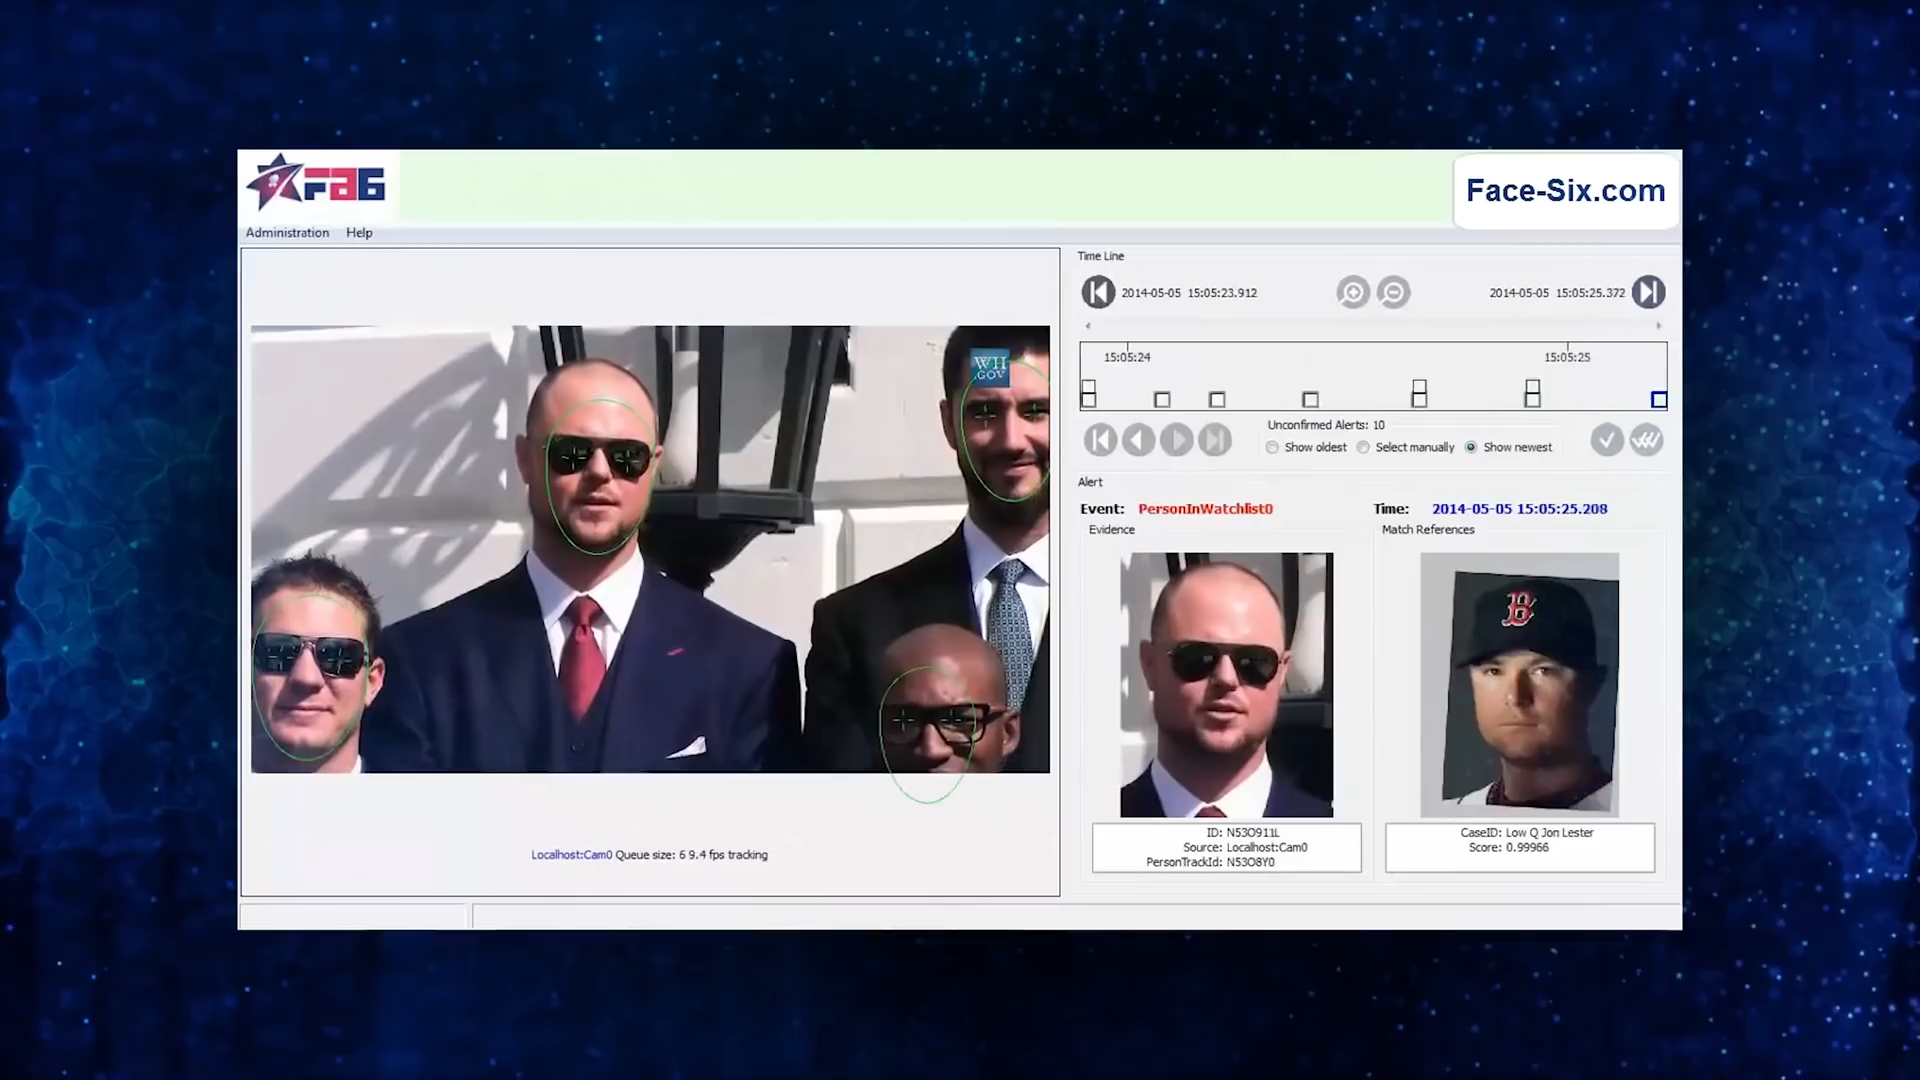 FA6
Face-Six.com
Administration Help
Time Line
2014-05-05 15:05:23.912
2014-05-05 15:05:25.372
15:05:24
15:05:25
Unconfirmed Alerts: 10
Show oldest Select manually Show newest
Alert
Event: PersonInWatchlist0
Time: 2014-05-05 15:05:25.208
Evidence
Match References
WH
.GOV
B
ID: N53O911L
Source: Localhost:Cam0
PersonTrackId: N53O8Y0
CaseID: Low Q Jon Lester
Score: 0.99966
Localhost:Cam0 Queue size: 6 9.4 fps tracking